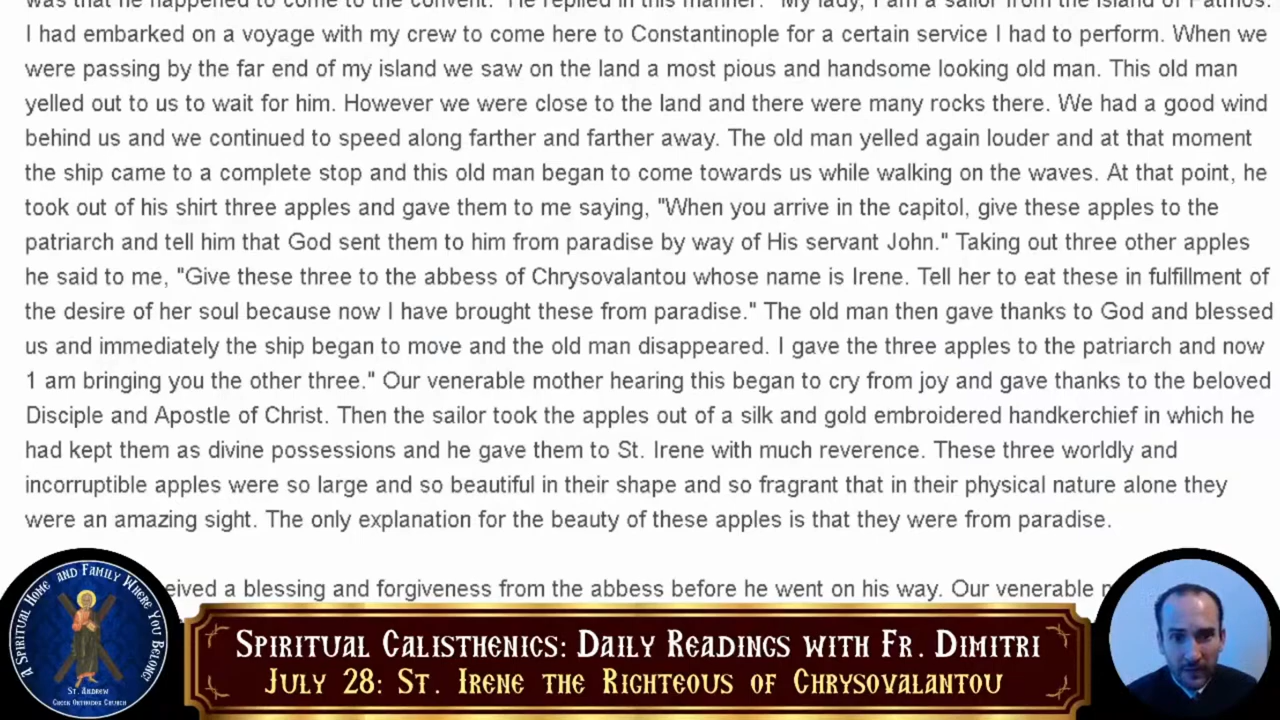 was that he happened to come to the convent. He replied in this manner: "My lady, I am a sailor from the island of Patmos.
I had embarked on a voyage with my crew to come here to Constantinople for a certain service I had to perform. When we
were passing by the far end of my island we saw on the land a most pious and handsome looking old man. This old man
yelled out to us to wait for him. However we were close to the land and there were many rocks there. We had a good wind
behind us and we continued to speed along farther and farther away. The old man yelled again louder and at that moment
the ship came to a complete stop and this old man began to come towards us while walking on the waves. At that point, he
took out of his shirt three apples and gave them to me saying, "When you arrive in the capitol, give these apples to the
patriarch and tell him that God sent them to him from paradise by way of His servant John." Taking out three other apples
he said to me, "Give these three to the abbess of Chrysovalantou whose name is Irene. Tell her to eat these in fulfillment of
the desire of her soul because now I have brought these from paradise." The old man then gave thanks to God and blessed
us and immediately the ship began to move and the old man disappeared. I gave the three apples to the patriarch and now
1 am bringing you the other three." Our venerable mother hearing this began to cry from joy and gave thanks to the beloved
Disciple and Apostle of Christ. Then the sailor took the apples out of a silk and gold embroidered handkerchief in which he
had kept them as divine possessions and he gave them to St. Irene with much reverence. These three worldly and
incorruptible apples were so large and so beautiful in their shape and so fragrant that in their physical nature alone they
were an amazing sight. The only explanation for the beauty of these apples is that they were from paradise.
eived a blessing and forgiveness from the abbess before he went on his way. Our venerable
A Spiritual Home and Family Where You Belong!
St. Andrew
Greek Orthodox Church
Spiritual Calisthenics: Daily Readings with Fr. Dimitri
July 28: St. Irene the Righteous of Chrysovalantou